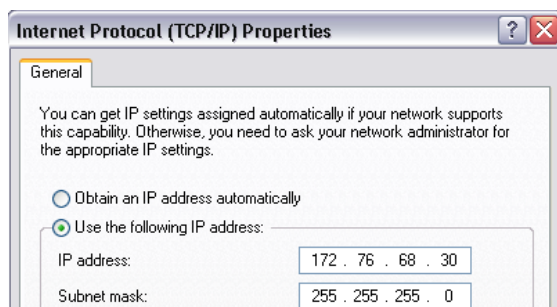 Internet Protocol (TCP/IP) Properties
General
You can get IP settings assigned automatically if your network supports
this capability. Otherwise, you need to ask your network administrator for
the appropriate IP settings.
Obtain an IP address automatically
Use the following IP address:
IP address: 172 . 76 . 68 . 30
Subnet mask: 255 . 255 . 255 . 0